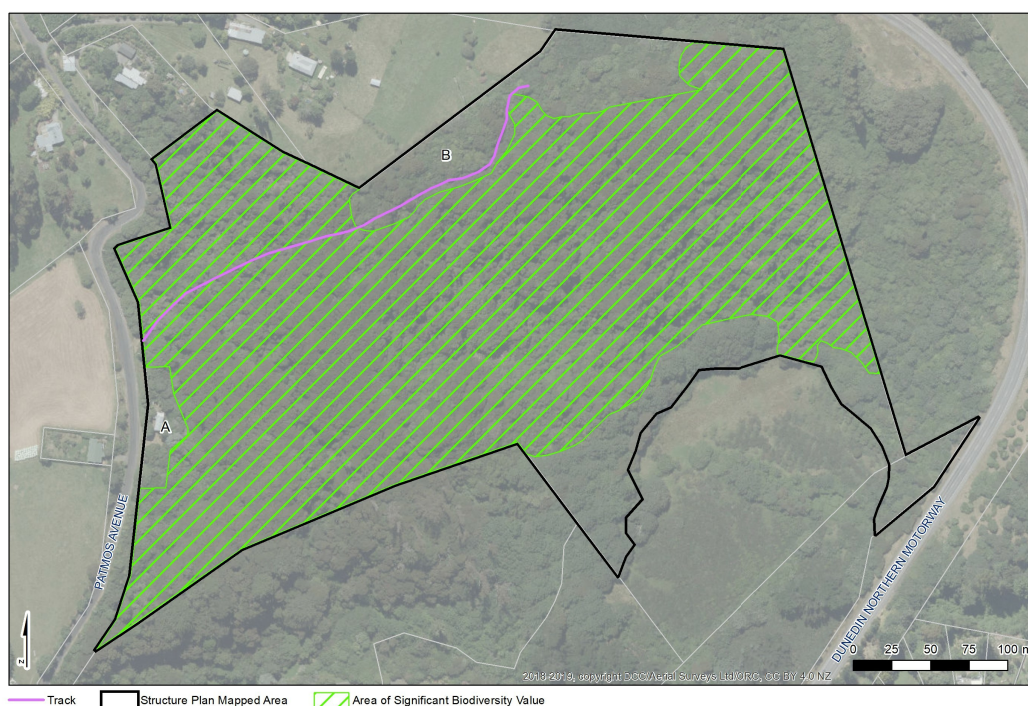 B
A
PATMOS AVENUE
DUNEDIN NORTHERN MOTORWAY
N
0 25 50 75 100 m
2018-2019, copyright DCC/Aerial Surveys Ltd/ORC, CC BY 4.0 NZ
Track Structure Plan Mapped Area Area of Significant Biodiversity Value